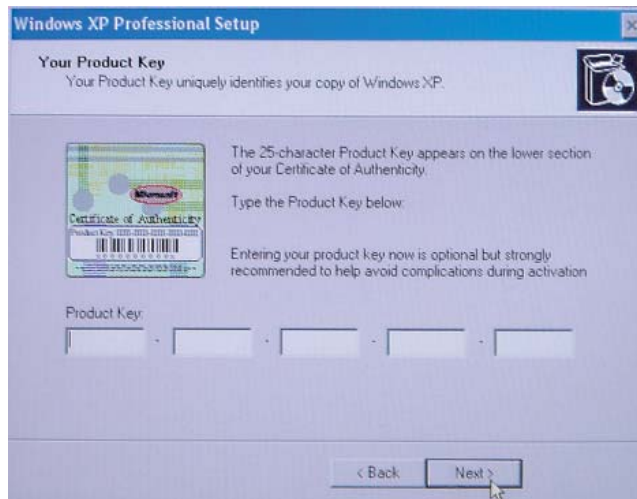 Windows XP Professional Setup
Your Product Key
Your Product Key uniquely identifies your copy of Windows XP.
The 25-character Product Key appears on the lower section
of your Certificate of Authenticity.
Type the Product Key below:
Microsoft
Certificate of Authenticity
Entering your product key now is optional but strongly
recommended to help avoid complications during activation
Product Key:
- - - -
< Back
Next >